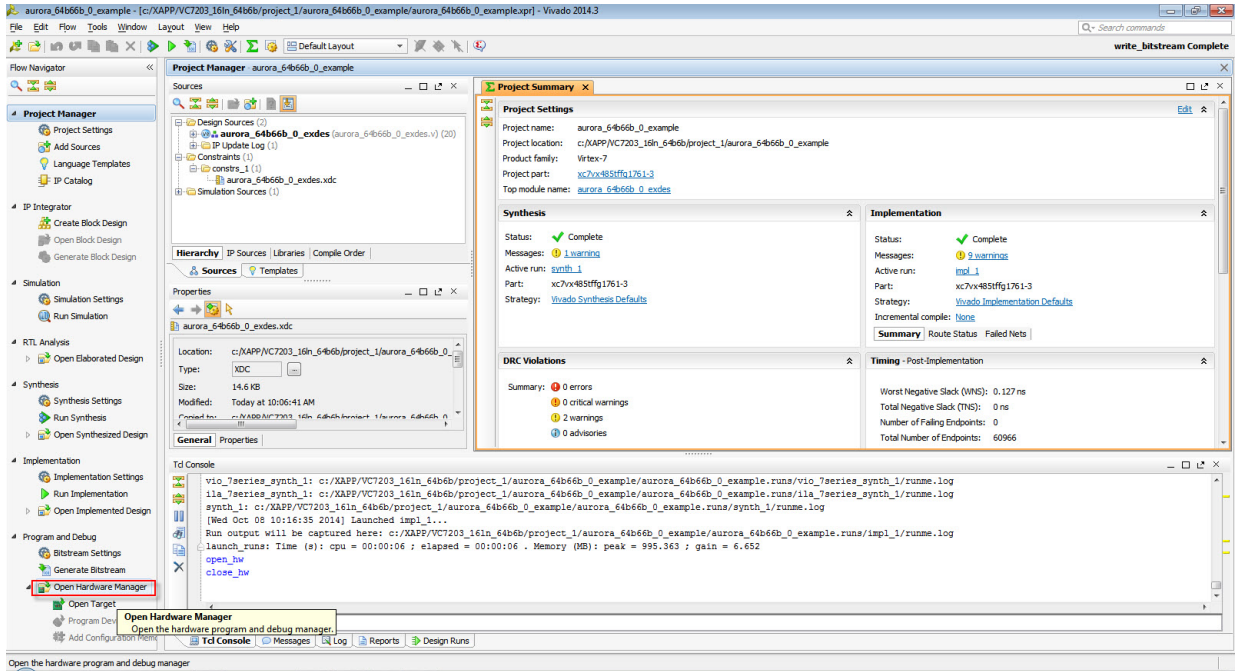 aurora_64b66b_0_example - [c:/XAPP/VC7203_16ln_64b6b/project_1/aurora_64b66b_0_example/aurora_64b66b_0_example.xpr] - Vivado 2014.3
File Edit Flow Tools Window Layout View Help
Search commands
Default Layout
write_bitstream Complete
Flow Navigator
Project Manager
Project Settings
Add Sources
Language Templates
IP Catalog
IP Integrator
Create Block Design
Open Block Design
Generate Block Design
Simulation
Simulation Settings
Run Simulation
RTL Analysis
Open Elaborated Design
Synthesis
Synthesis Settings
Run Synthesis
Open Synthesized Design
Implementation
Implementation Settings
Run Implementation
Open Implemented Design
Program and Debug
Bitstream Settings
Generate Bitstream
Open Hardware Manager
Open Target
Program Dev
Add Configuration Mem
Project Manager - aurora_64b66b_0_example
Sources
Design Sources (2)
aurora_64b66b_0_exdes (aurora_64b66b_0_exdes.v) (20)
IP Update Log (1)
Constraints (1)
constrs_1 (1)
aurora_64b66b_0_exdes.xdc
Simulation Sources (1)
Hierarchy IP Sources Libraries Compile Order
Sources Templates
Properties
aurora_64b66b_0_exdes.xdc
Location: c:/XAPP/VC7203_16ln_64b6b/project_1/aurora_64b66b_0_
Type: XDC ...
Size: 14.6 KB
Modified: Today at 10:06:41 AM
Copied to: c:/XAPP/VC7203_16ln_64b6b/project_1/aurora_64b66b_0
General Properties
Project Summary
Project Settings
Edit
Project name: aurora_64b66b_0_example
Project location: c:/XAPP/VC7203_16ln_64b6b/project_1/aurora_64b66b_0_example
Product family: Virtex-7
Project part: xc7vx485tffg1761-3
Top module name: aurora_64b66b_0_exdes
Synthesis
Status: Complete
Messages: 1 warning
Active run: synth_1
Part: xc7vx485tffg1761-3
Strategy: Vivado Synthesis Defaults
Implementation
Status: Complete
Messages: 9 warnings
Active run: impl_1
Part: xc7vx485tffg1761-3
Strategy: Vivado Implementation Defaults
Incremental compile: None
Summary Route Status Failed Nets
DRC Violations
Summary: 0 errors
0 critical warnings
2 warnings
0 advisories
Timing - Post-Implementation
Worst Negative Slack (WNS): 0.127 ns
Total Negative Slack (TNS): 0 ns
Number of Failing Endpoints: 0
Total Number of Endpoints: 60966
Tcl Console
vio_7series_synth_1: c:/XAPP/VC7203_16ln_64b6b/project_1/aurora_64b66b_0_example/aurora_64b66b_0_example.runs/vio_7series_synth_1/runme.log
ila_7series_synth_1: c:/XAPP/VC7203_16ln_64b6b/project_1/aurora_64b66b_0_example/aurora_64b66b_0_example.runs/ila_7series_synth_1/runme.log
synth_1: c:/XAPP/VC7203_16ln_64b6b/project_1/aurora_64b66b_0_example/aurora_64b66b_0_example.runs/synth_1/runme.log
[Wed Oct 08 10:16:35 2014] Launched impl_1...
Run output will be captured here: c:/XAPP/VC7203_16ln_64b6b/project_1/aurora_64b66b_0_example/aurora_64b66b_0_example.runs/impl_1/runme.log
launch_runs: Time (s): cpu = 00:00:06 ; elapsed = 00:00:06 . Memory (MB): peak = 995.363 ; gain = 6.652
open_hw
close_hw
Open Hardware Manager
Open the hardware program and debug manager.
Tcl Console Messages Log Reports Design Runs
Open the hardware program and debug manager